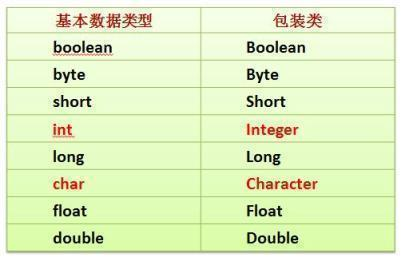 基本数据类型 包装类
boolean Boolean
byte Byte
short Short
int Integer
long Long
char Character
float Float
double Double